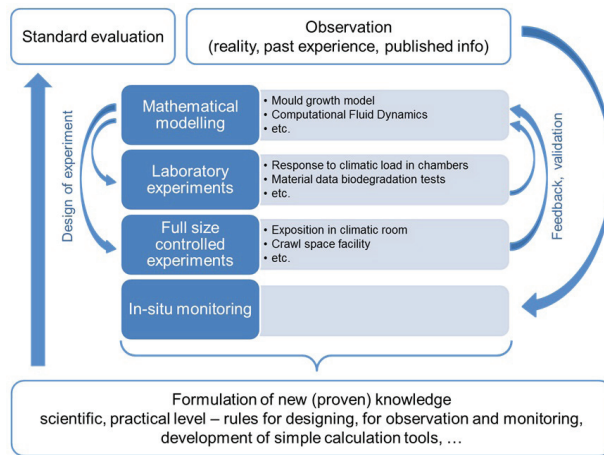 Standard evaluation
Observation
(reality, past experience, published info)
Design of experiment
Mathematical
modelling
• Mould growth model
• Computational Fluid Dynamics
• etc.
Laboratory
experiments
• Response to climatic load in chambers
• Material data biodegradation tests
• etc.
Full size
controlled
experiments
• Exposition in climatic room
• Crawl space facility
• etc.
In-situ monitoring
Feedback, validation
Formulation of new (proven) knowledge
scientific, practical level – rules for designing, for observation and monitoring,
development of simple calculation tools, …